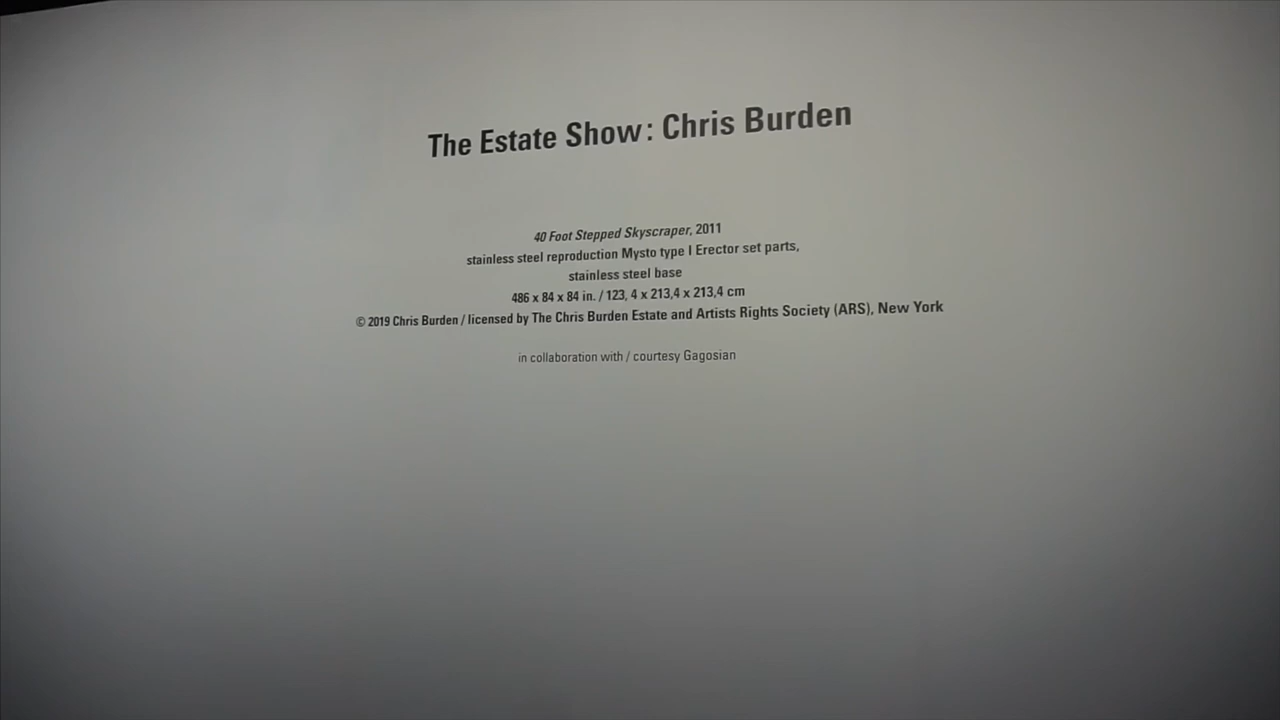 The Estate Show: Chris Burden
40 Foot Stepped Skyscraper, 2011
stainless steel reproduction Mysto type I Erector set parts,
stainless steel base
486 x 84 x 84 in. / 123, 4 x 213,4 x 213,4 cm
© 2019 Chris Burden / licensed by The Chris Burden Estate and Artists Rights Society (ARS), New York
in collaboration with / courtesy Gagosian